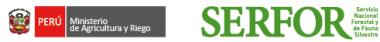 PERÚ
Ministerio
de Agricultura y Riego
SERFOR
Servicio
Nacional
Forestal y
de Fauna
Silvestre